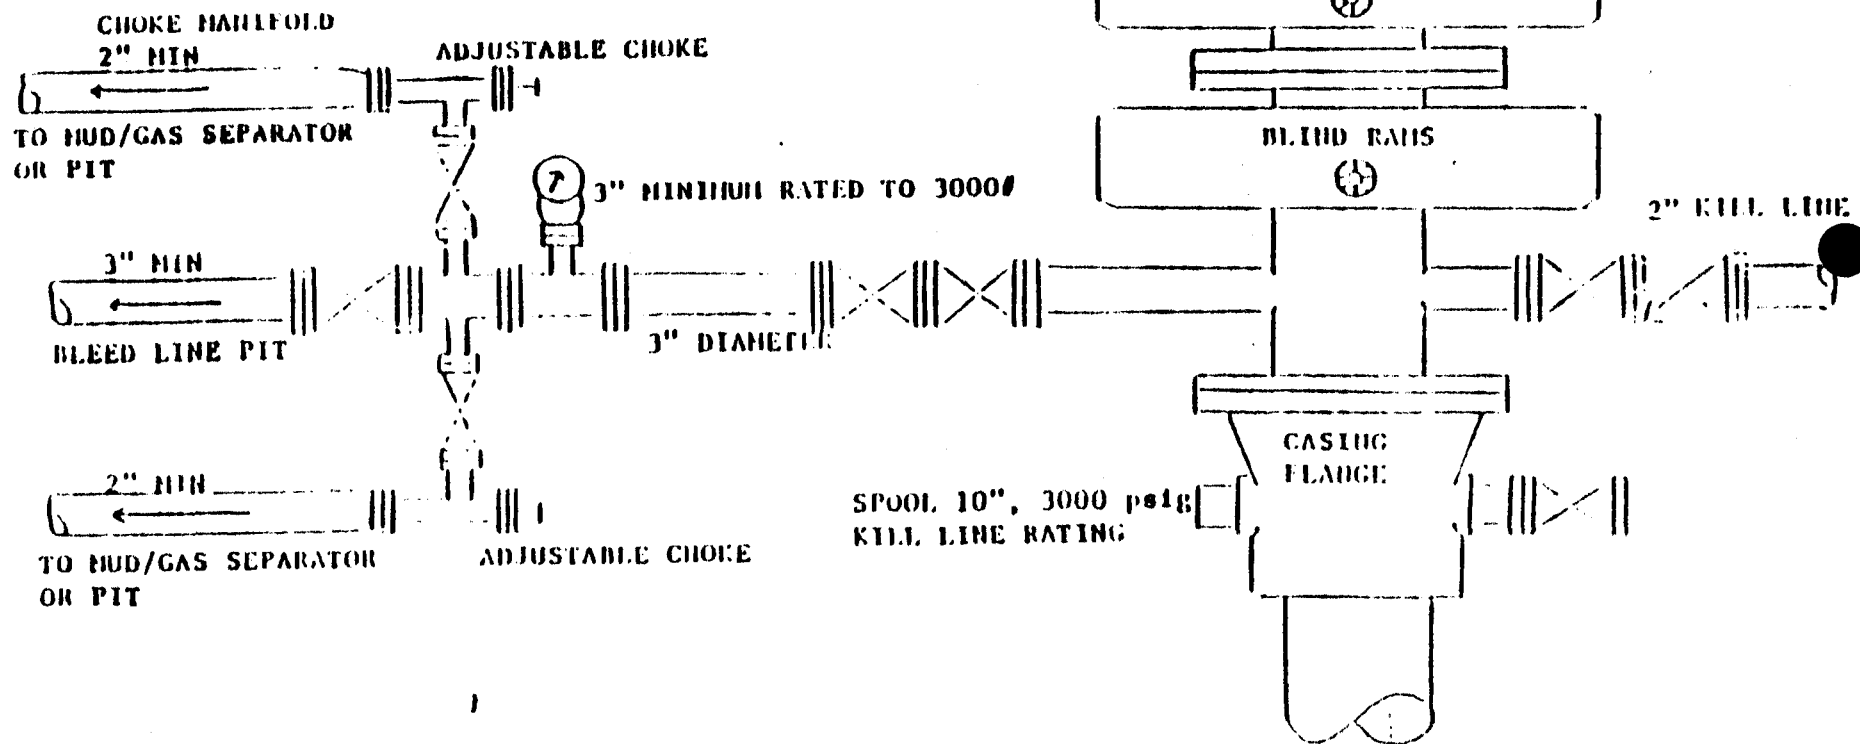 CHOKE MANIFOLD
2" MIN
ADJUSTABLE CHOKE
TO MUD/GAS SEPARATOR
OR PIT
BLIND RAMS
3" MINIMUM RATED TO 3000#
2" KILL LINE
3" MIN
BLEED LINE PIT
3" DIAMETER
CASING
FLANGE
2" MIN
SPOOL 10", 3000 psig
KILL LINE RATING
ADJUSTABLE CHOKE
TO MUD/GAS SEPARATOR
OR PIT